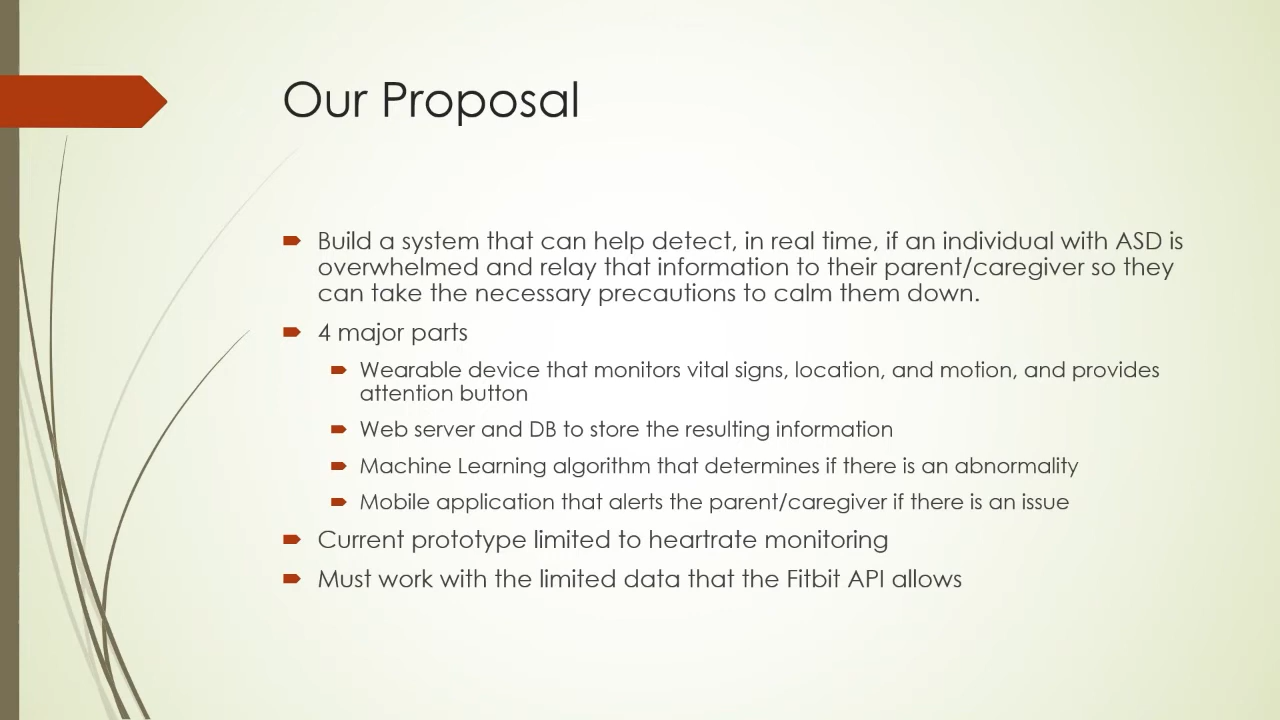 Our Proposal
Build a system that can help detect, in real time, if an individual with ASD is
overwhelmed and relay that information to their parent/caregiver so they
can take the necessary precautions to calm them down.
4 major parts
Wearable device that monitors vital signs, location, and motion, and provides
attention button
Web server and DB to store the resulting information
Machine Learning algorithm that determines if there is an abnormality
Mobile application that alerts the parent/caregiver if there is an issue
Current prototype limited to heartrate monitoring
Must work with the limited data that the Fitbit API allows